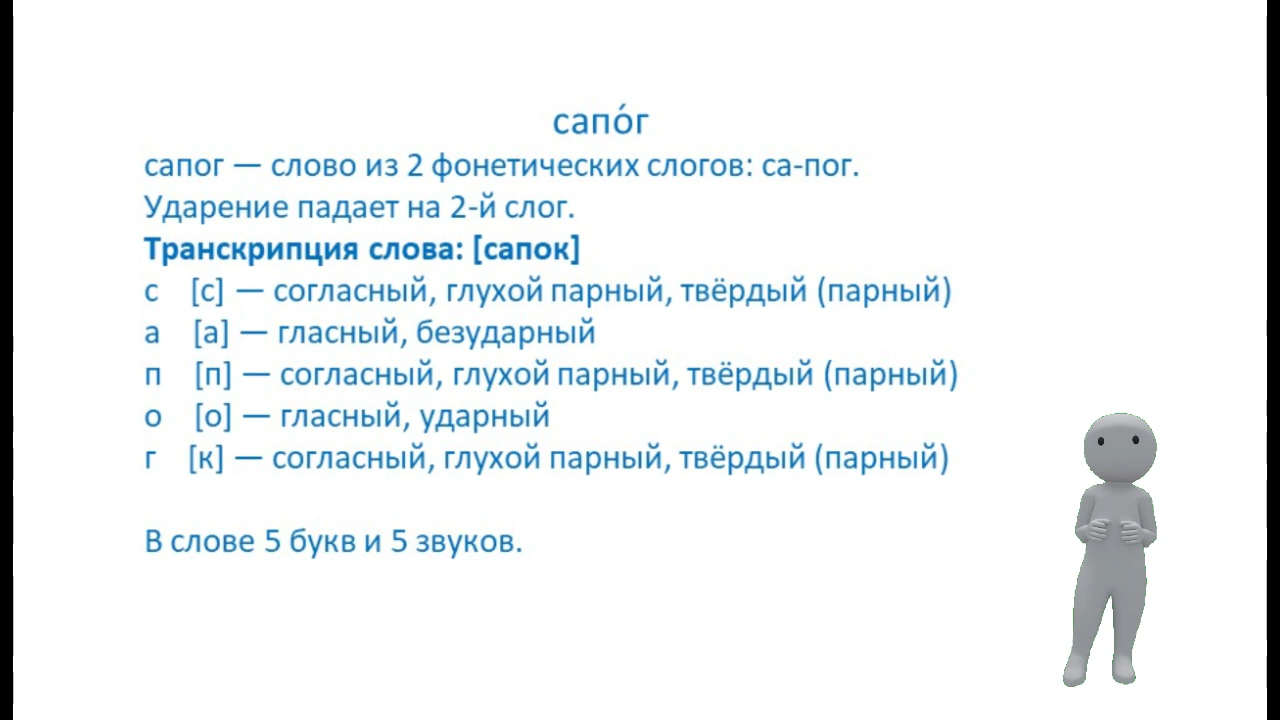 сапо́г
сапог — слово из 2 фонетических слогов: са-пог.
Ударение падает на 2-й слог.
Транскрипция слова: [сапок]
с [с] — согласный, глухой парный, твёрдый (парный)
а [а] — гласный, безударный
п [п] — согласный, глухой парный, твёрдый (парный)
о [о] — гласный, ударный
г [к] — согласный, глухой парный, твёрдый (парный)
В слове 5 букв и 5 звуков.